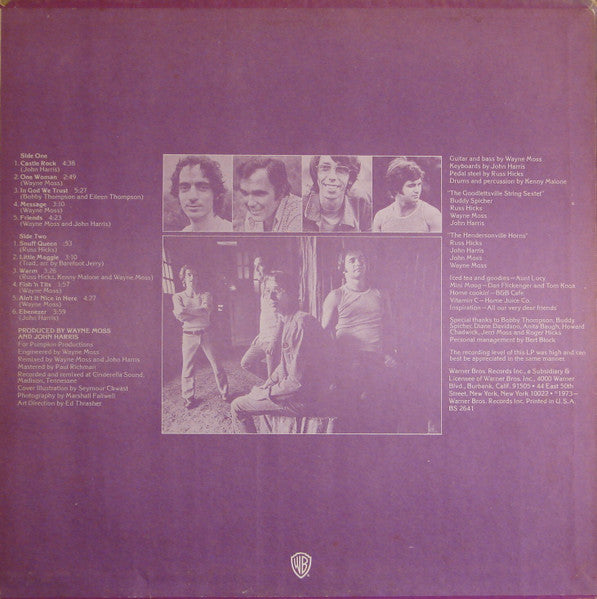 Side One
1. Castle Rock 4:38
(John Harris)
2. One Woman 2:49
(Wayne Moss)
3. In God We Trust 5:27
(Bobby Thompson and Eileen Thompson)
4. Message 3:10
(Wayne Moss)
5. Friends 4:23
(Wayne Moss and John Harris)
Side Two
1. Snuff Queen :53
(Russ Hicks)
2. Little Maggie 3:10
(Trad., arr. by Barefoot Jerry)
3. Warm 3:26
(Russ Hicks, Kenny Malone and Wayne Moss)
4. Fish 'n Tits 1:57
(Wayne Moss)
5. Ain't It Nice in Here 4:27
(Wayne Moss)
6. Ebenezer 3:59
(John Harris)
PRODUCED BY WAYNE MOSS
AND JOHN HARRIS
For Pumpkin Productions
Engineered by Wayne Moss
Remixed by Wayne Moss and John Harris
Mastered by Paul Richman
Recorded and remixed at Cinderella Sound,
Madison, Tennessee
Cover Illustration by Seymour Chwast
Photography by Marshall Fallwell
Art Direction by Ed Thrasher
Guitar and bass by Wayne Moss
Keyboards by John Harris
Pedal steel by Russ Hicks
Drums and percussion by Kenny Malone
"The Goodlettsville String Sextet"
Buddy Spicher
Russ Hicks
Wayne Moss
John Harris
"The Hendersonville Horns"
Russ Hicks
John Harris
John Moss
Wayne Moss
Iced tea and goodies—Aunt Lucy
Mini Moog—Dan Flickenger and Tom Knox
Home cookin'—B&B Cafe
Vitamin C—Home Juice Co.
Inspiration—All our very dear friends
Special thanks to Bobby Thompson, Buddy
Spicher, Diane Davidson, Anita Baugh, Howard
Chadwick, Jerri Moss and Roger Hicks
Personal management by Bert Block
The recording level of this LP was high and can
best be appreciated in the same manner.
Warner Bros. Records Inc., a Subsidiary &
Licensee of Warner Bros. Inc., 4000 Warner
Blvd., Burbank, Calif. 91505 • 44 East 50th
Street, New York, New York 10022 • ©1973—
Warner Bros. Records Inc. Printed in U.S.A.
BS 2641
WB